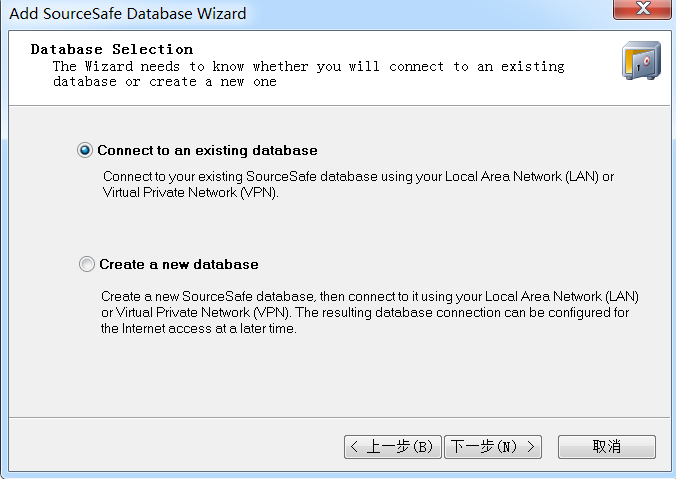 Add SourceSafe Database Wizard
Database Selection
The Wizard needs to know whether you will connect to an existing
database or create a new one
Connect to an existing database
Connect to your existing SourceSafe database using your Local Area Network (LAN) or
Virtual Private Network (VPN).
Create a new database
Create a new SourceSafe database, then connect to it using your Local Area Network (LAN)
or Virtual Private Network (VPN). The resulting database connection can be configured for
the Internet access at a later time.
< 上一步(B) 下一步(N) > 取消